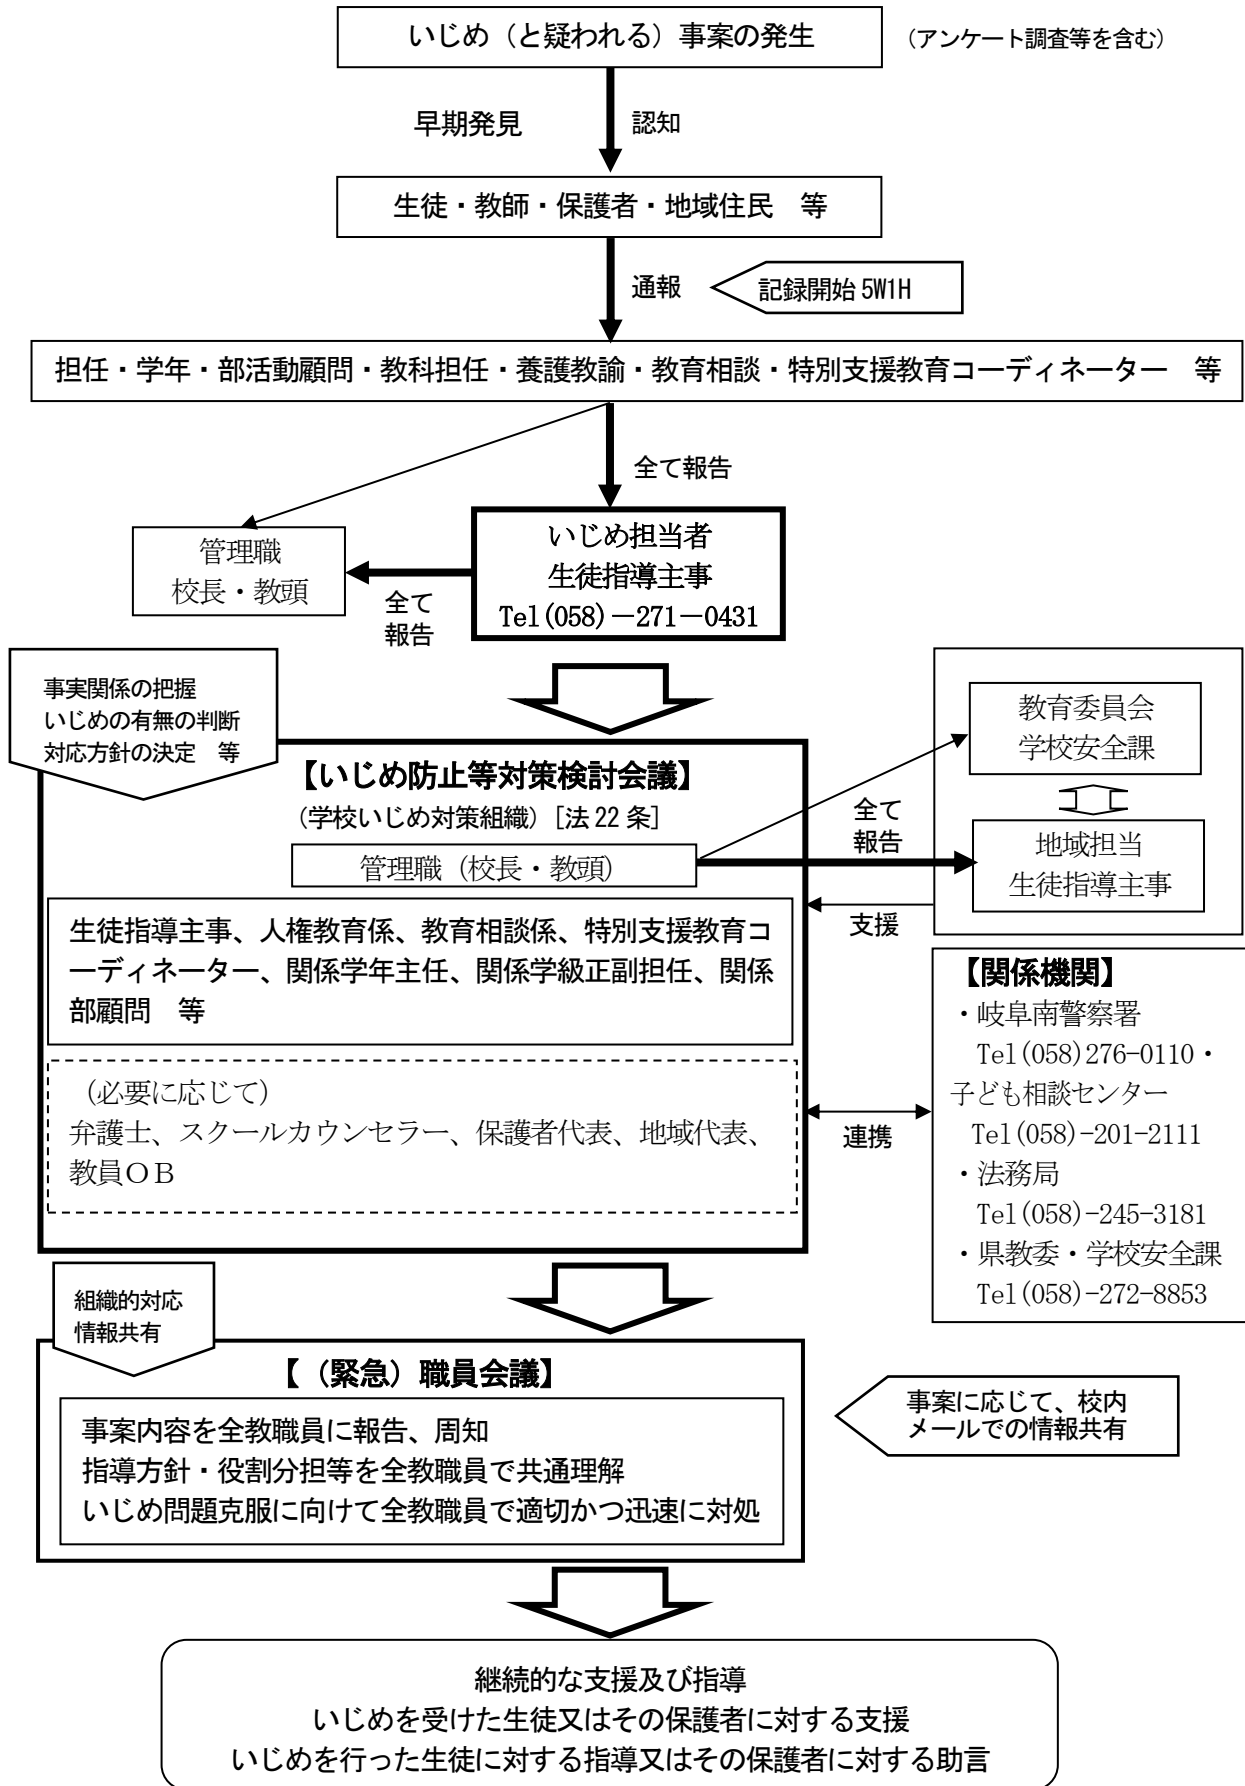 いじめ（と疑われる）事案の発生
（アンケート調査等を含む）
早期発見
認知
生徒・教師・保護者・地域住民　等
通報
記録開始 5W1H
担任・学年・部活動顧問・教科担任・養護教諭・教育相談・特別支援教育コーディネーター　等
全て報告
管理職
校長・教頭
いじめ担当者
生徒指導主事
Tel(058)－271－0431
全て
報告
事実関係の把握
いじめの有無の判断
対応方針の決定　等
【いじめ防止等対策検討会議】
（学校いじめ対策組織）［法 22 条］
管理職（校長・教頭）
教育委員会
学校安全課
全て
報告
地域担当
生徒指導主事
支援
生徒指導主事、人権教育係、教育相談係、特別支援教育コ
ーディネーター、関係学年主任、関係学級正副担任、関係
部顧問　等
（必要に応じて）
弁護士、スクールカウンセラー、保護者代表、地域代表、
教員ＯＢ
連携
【関係機関】
・岐阜南警察署
Tel(058)276-0110・
子ども相談センター
Tel(058)-201-2111
・法務局
Tel(058)-245-3181
・県教委・学校安全課
Tel(058)-272-8853
組織的対応
情報共有
【（緊急）職員会議】
事案内容を全教職員に報告、周知
指導方針・役割分担等を全教職員で共通理解
いじめ問題克服に向けて全教職員で適切かつ迅速に対処
事案に応じて、校内
メールでの情報共有
継続的な支援及び指導
いじめを受けた生徒又はその保護者に対する支援
いじめを行った生徒に対する指導又はその保護者に対する助言